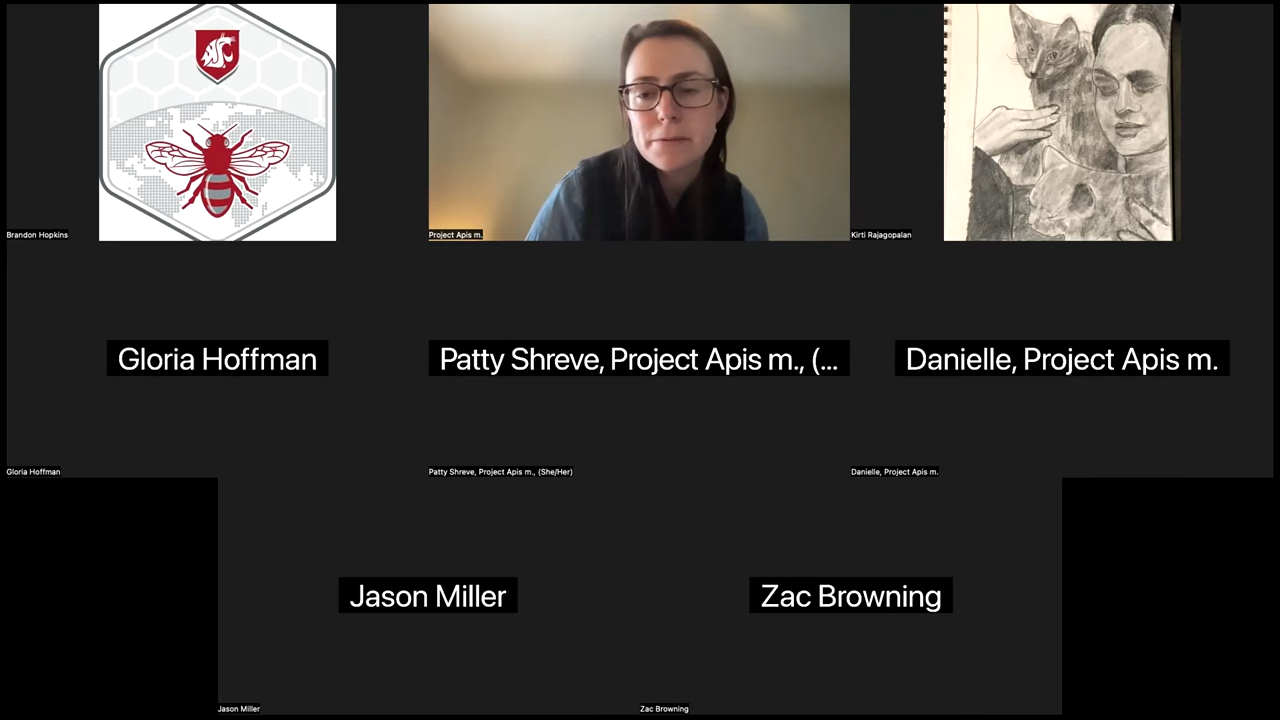 Brandon Hopkins
Project Apis m.
Kirti Rajagopalan
Gloria Hoffman
Patty Shreve, Project Apis m., (...
Danielle, Project Apis m.
Gloria Hoffman
Patty Shreve, Project Apis m., (She/Her)
Danielle, Project Apis m.
Jason Miller
Zac Browning
Jason Miller
Zac Browning